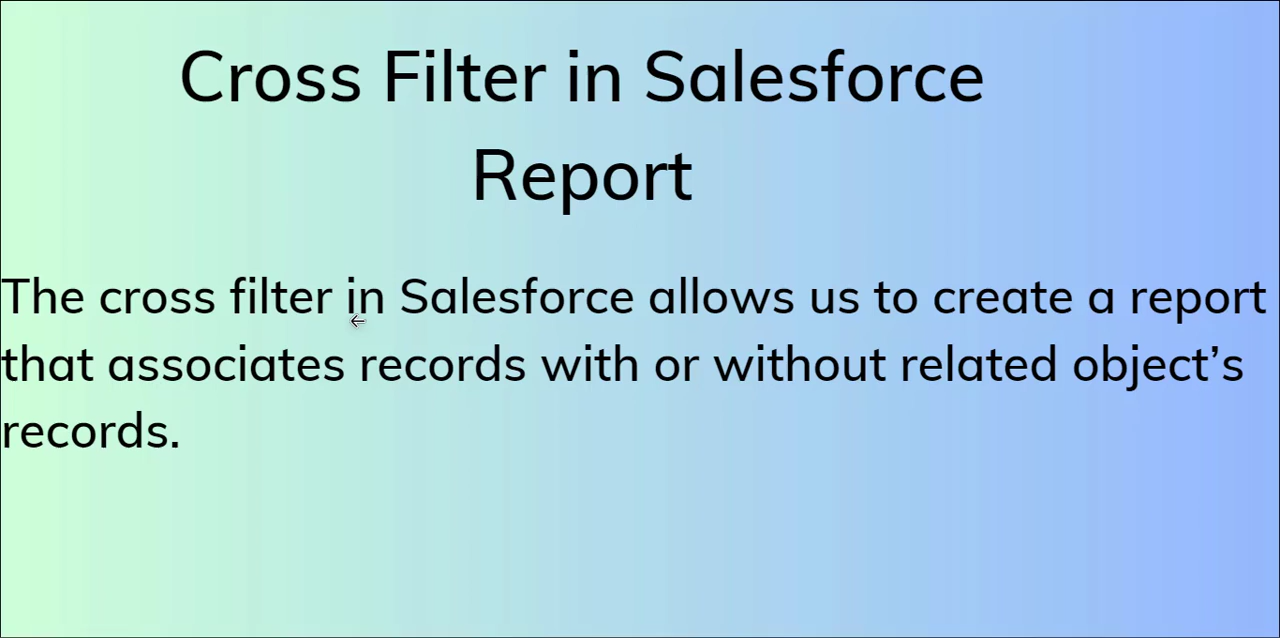 Cross Filter in Salesforce
Report
The cross filter in Salesforce allows us to create a report
that associates records with or without related object’s
records.